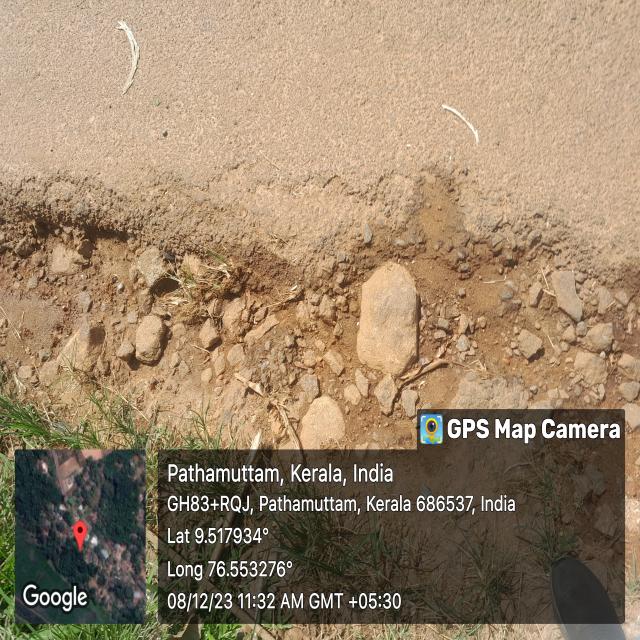 GPS Map Camera
Pathamuttam, Kerala, India
GH83+RQJ, Pathamuttam, Kerala 686537, India
Lat 9.517934°
Long 76.553276°
08/12/23 11:32 AM GMT +05:30
Google